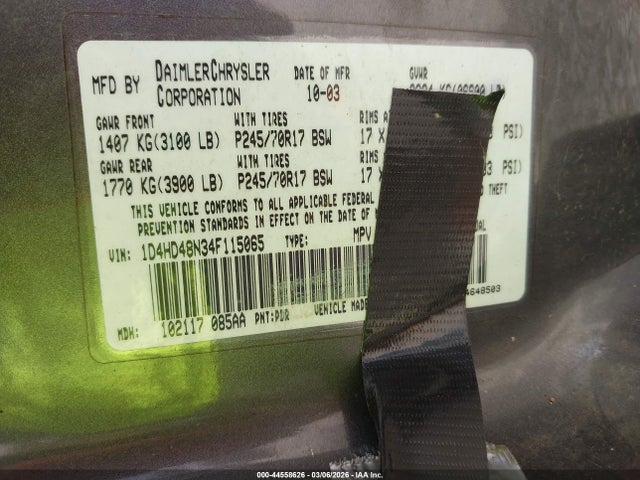 MFD BY DAIMLERCHRYSLER CORPORATION
DATE OF MFR 10-03
GVWR
GAWR FRONT WITH TIRES RIMS
1407 KG(3100 LB) P245/70R17 BSW 17 X PSI)
GAWR REAR WITH TIRES RIMS
1770 KG(3900 LB) P245/70R17 BSW 17 X PSI)
THIS VEHICLE CONFORMS TO ALL APPLICABLE FEDERAL THEFT
PREVENTION STANDARDS IN EFFECT ON THE DATE OF
VIN: 1D4HD48N34F115065 TYPE: MPV
MDH: 102117 085AA PNT:PDR VEHICLE MADE 4648503
000-44558626 - 03/06/2026 - IAA Inc.